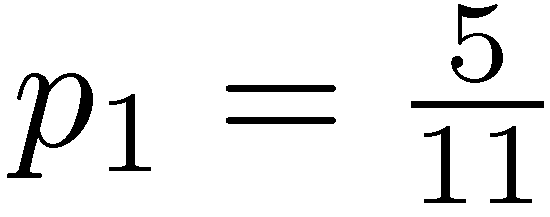 p₁ = 5/11